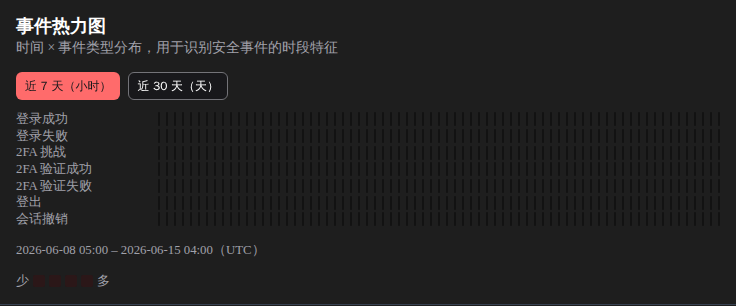 事件热力图
时间 × 事件类型分布，用于识别安全事件的时段特征
近 7 天（小时） 近 30 天（天）
登录成功
登录失败
2FA 挑战
2FA 验证成功
2FA 验证失败
登出
会话撤销
2026-06-08 05:00 – 2026-06-15 04:00（UTC）
少 多